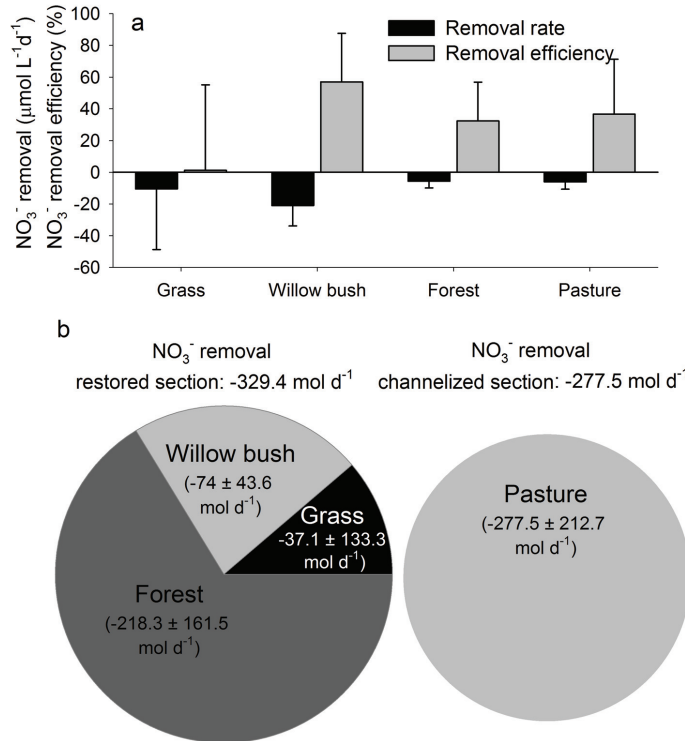 a
Removal rate
Removal efficiency
NO₃⁻ removal (µmol L⁻¹d⁻¹)
NO₃⁻ removal efficiency (%)
100
80
60
40
20
0
-20
-40
-60
Grass Willow bush Forest Pasture
b
NO₃⁻ removal
restored section: -329.4 mol d⁻¹
NO₃⁻ removal
channelized section: -277.5 mol d⁻¹
Willow bush
(-74 ± 43.6
mol d⁻¹)
Grass
-37.1 ± 133.3
mol d⁻¹)
Forest
(-218.3 ± 161.5
mol d⁻¹)
Pasture
(-277.5 ± 212.7
mol d⁻¹)